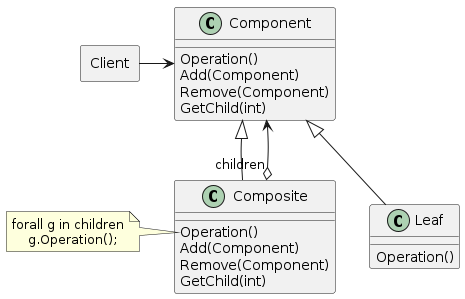 C Component
Client
Operation()
Add(Component)
Remove(Component)
GetChild(int)
children
C Composite
forall g in children
g.Operation();
Operation()
Add(Component)
Remove(Component)
GetChild(int)
C Leaf
Operation()